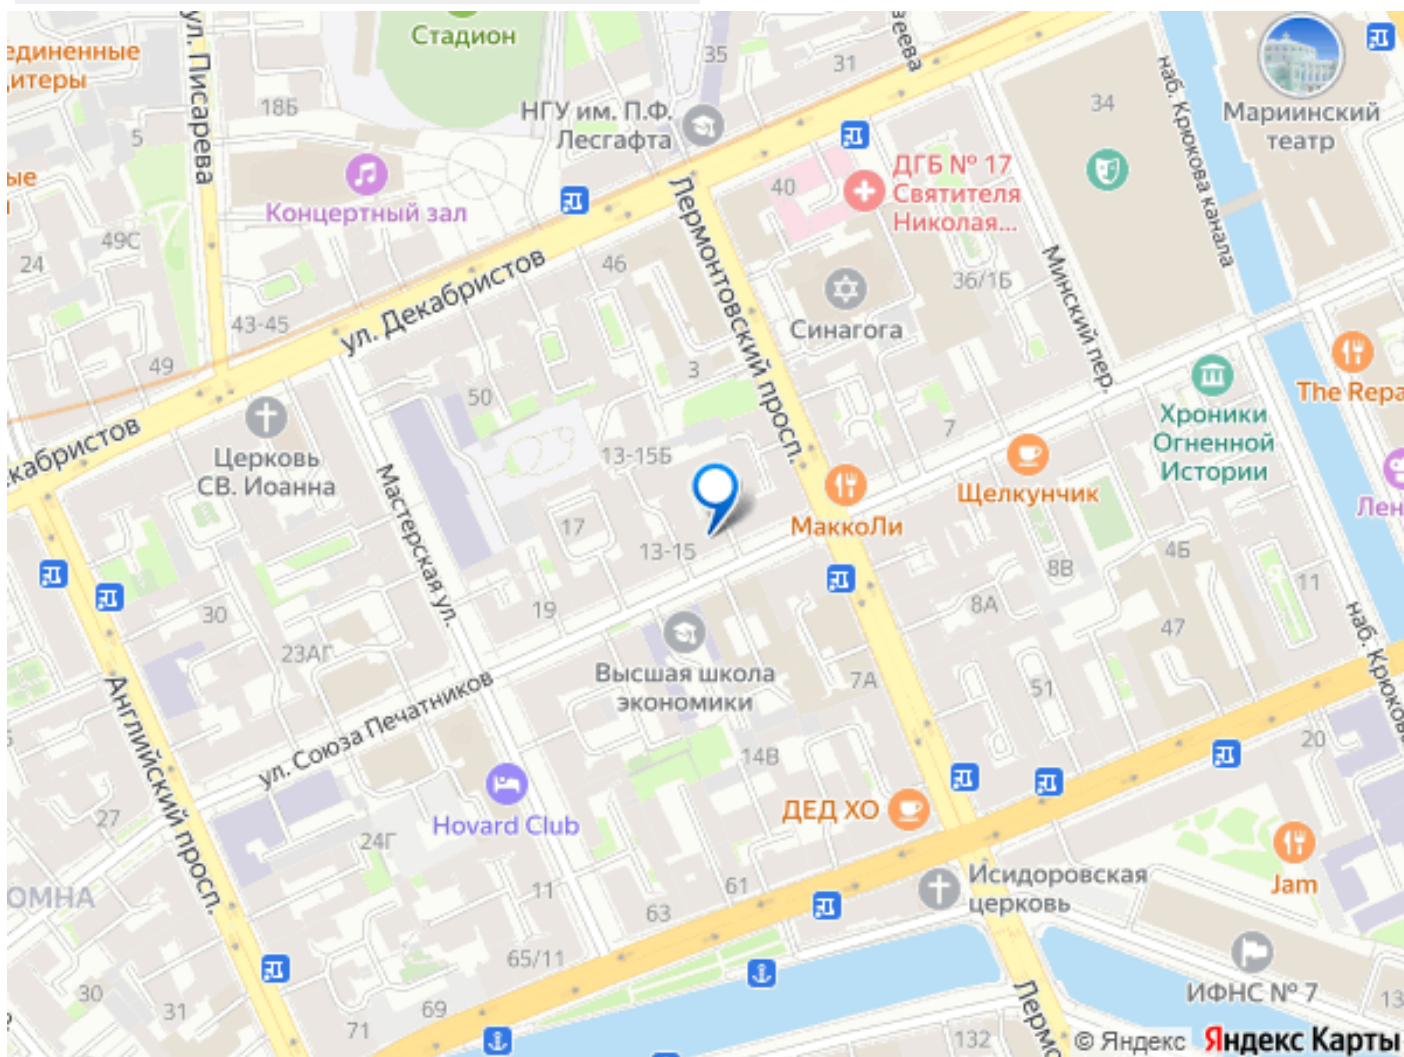 Стадион
единенные
дитеры
ул. Писарева
18Б
5
35
31
зеева
НГУ им. П.Ф.
Лесгафта
34
наб. Крюкова канала
Мариинский
театр
ые
Концертный зал
40
ДГБ № 17
Святителя
Николая...
49С
24
46
Лермонтовский просп.
36/1Б
Минский пер.
43-45
ул. Декабристов
Синагога
49
3
50
The Repa
кабристов
Церковь
СВ. Иоанна
13-15Б
7
Хроники
Огненной
Истории
Мастерская ул.
Щелкунчик
МаккоЛи
Лен
17
13-15
4Б
8В
11
30
19
8А
47
наб. Крюкова
23АГ
Высшая школа
экономики
7А
51
Английский просп.
ул. Союза Печатников
14В
20
27
Hovard Club
ДЕД ХО
24Г
ОМНА
11
61
63
Исидоровская
церковь
Jam
65/11
30
31
69
71
ИФНС № 7
13
Лермо
132
© Яндекс Яндекс Карты